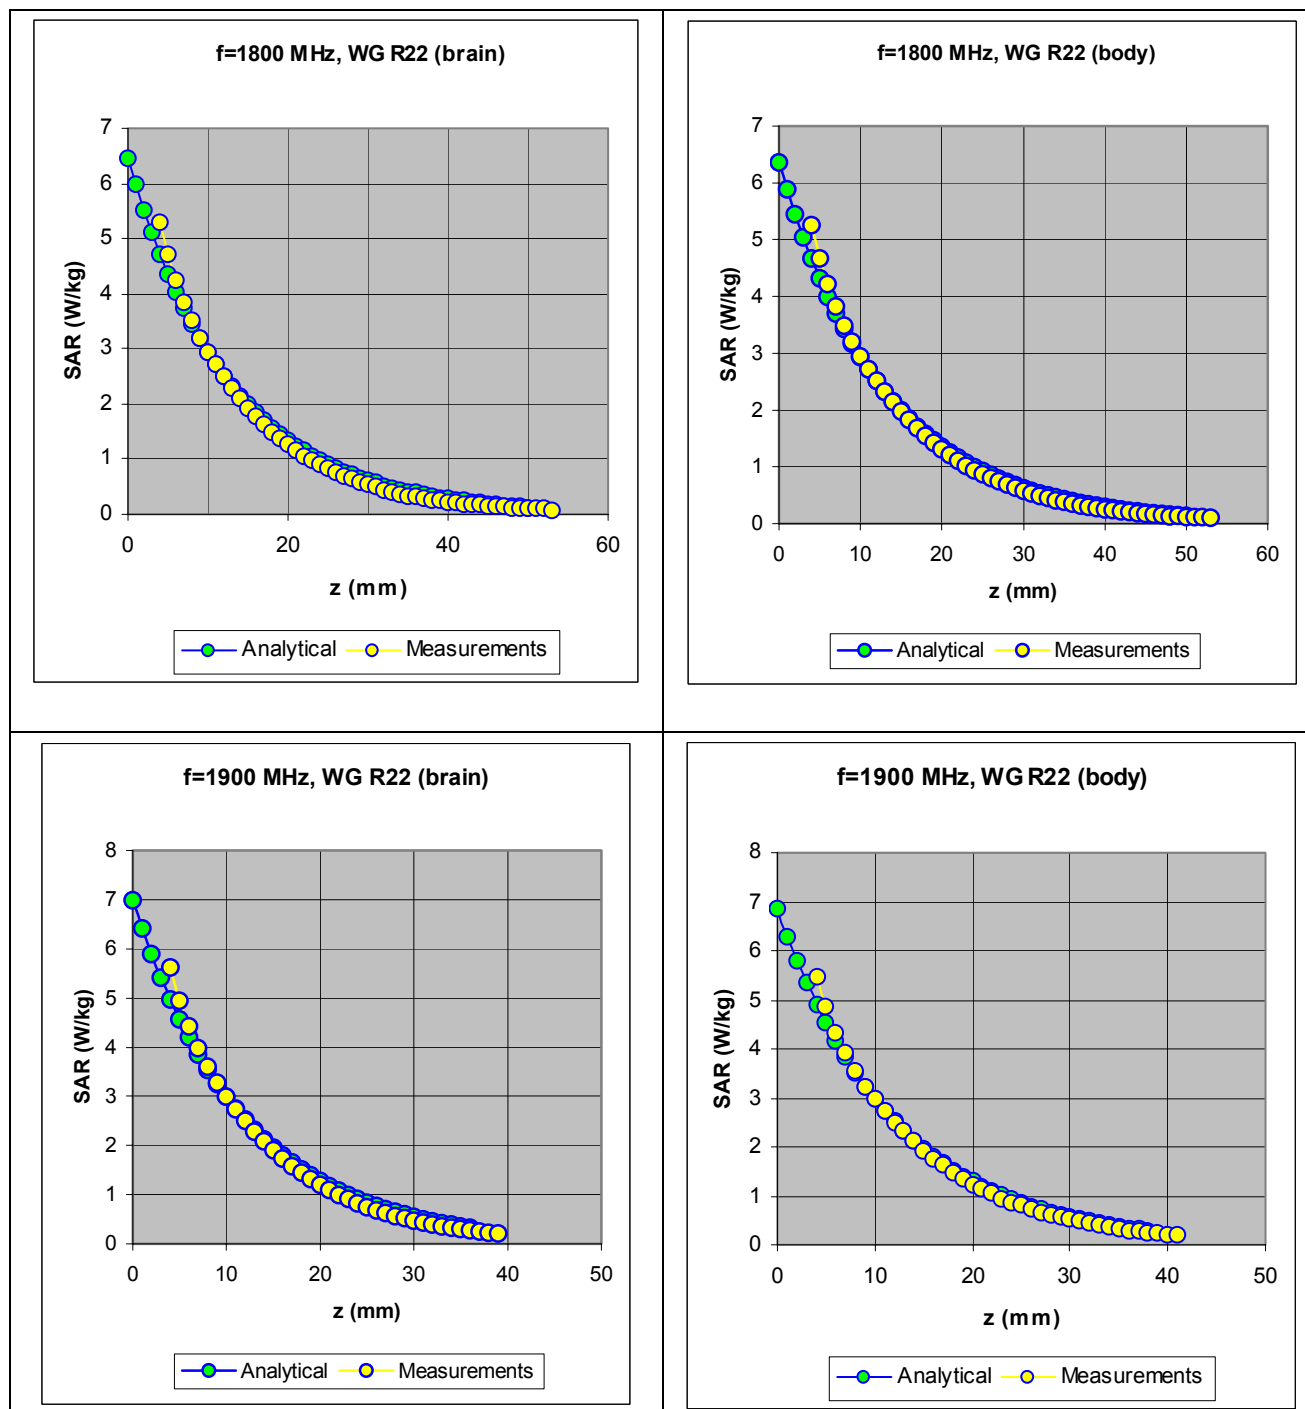 f=1800 MHz, WG R22 (brain)
7
6
5
4
3
2
1
0
SAR (W/kg)
0 20 40 60
z (mm)
Analytical Measurements
f=1800 MHz, WG R22 (body)
7
6
5
4
3
2
1
0
SAR (W/kg)
0 10 20 30 40 50 60
z (mm)
Analytical Measurements
f=1900 MHz, WG R22 (brain)
8
7
6
5
4
3
2
1
0
SAR (W/kg)
0 10 20 30 40 50
z (mm)
Analytical Measurements
f=1900 MHz, WG R22 (body)
8
7
6
5
4
3
2
1
0
SAR (W/kg)
0 10 20 30 40 50
z (mm)
Analytical Measurements